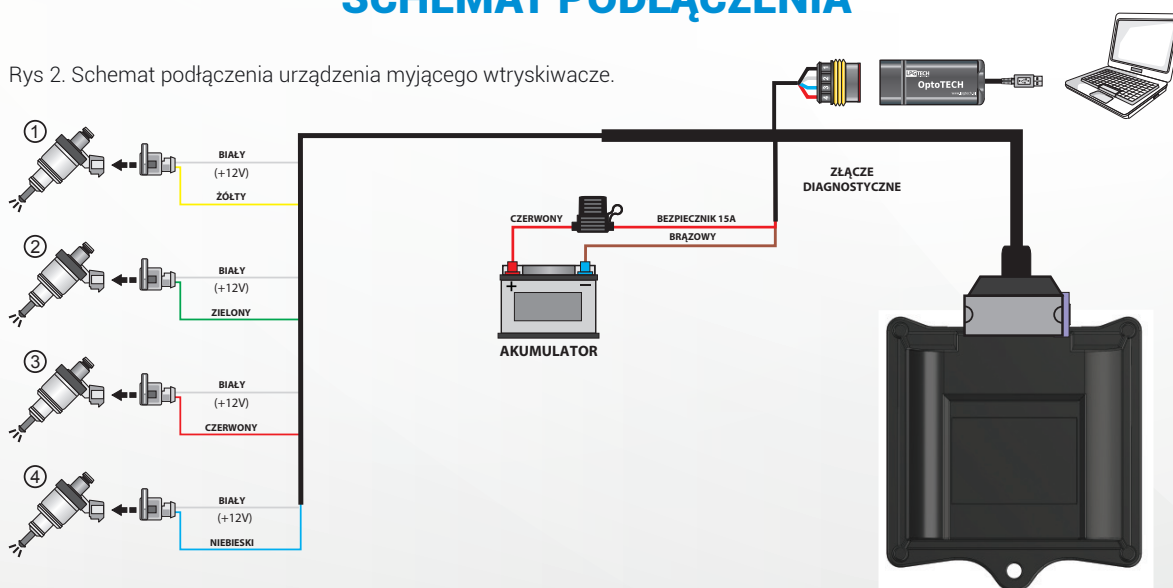 SCHEMAT PODŁĄCZENIA
Rys 2. Schemat podłączenia urządzenia myjącego wtryskiwacze.
1
BIAŁY
(+12V)
ŻÓŁTY
2
BIAŁY
(+12V)
ZIELONY
3
BIAŁY
(+12V)
CZERWONY
4
BIAŁY
(+12V)
NIEBIESKI
CZERWONY
BEZPIECZNIK 15A
BRĄZOWY
+ −
AKUMULATOR
ZŁĄCZE
DIAGNOSTYCZNE
LPGTECH
OptoTECH